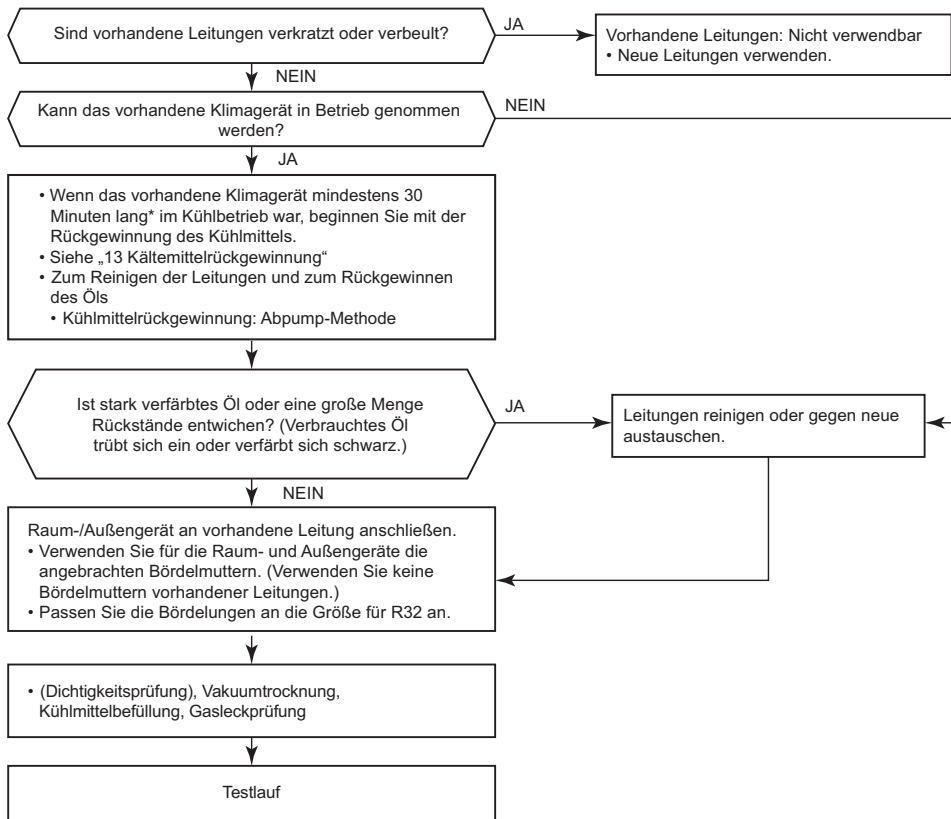 Sind vorhandene Leitungen verkratzt oder verbeult?
JA
Vorhandene Leitungen: Nicht verwendbar
• Neue Leitungen verwenden.
NEIN
Kann das vorhandene Klimagerät in Betrieb genommen
werden?
NEIN
JA
• Wenn das vorhandene Klimagerät mindestens 30
Minuten lang* im Kühlbetrieb war, beginnen Sie mit der
Rückgewinnung des Kühlmittels.
• Siehe „13 Kältemittelrückgewinnung“
• Zum Reinigen der Leitungen und zum Rückgewinnen
des Öls
• Kühlmittelrückgewinnung: Abpump-Methode
Ist stark verfärbtes Öl oder eine große Menge
Rückstände entwichen? (Verbrauchtes Öl
trübt sich ein oder verfärbt sich schwarz.)
JA
Leitungen reinigen oder gegen neue
austauschen.
NEIN
Raum-/Außengerät an vorhandene Leitung anschließen.
• Verwenden Sie für die Raum- und Außengeräte die
angebrachten Bördelmuttern. (Verwenden Sie keine
Bördelmuttern vorhandener Leitungen.)
• Passen Sie die Bördelungen an die Größe für R32 an.
• (Dichtigkeitsprüfung), Vakuumtrocknung,
Kühlmittelbefüllung, Gasleckprüfung
Testlauf